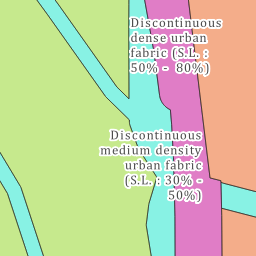 Discontinuous
dense urban
fabric (S.L. :
50% -  80%)
Discontinuous
medium density
urban fabric
(S.L. : 30% -
50%)